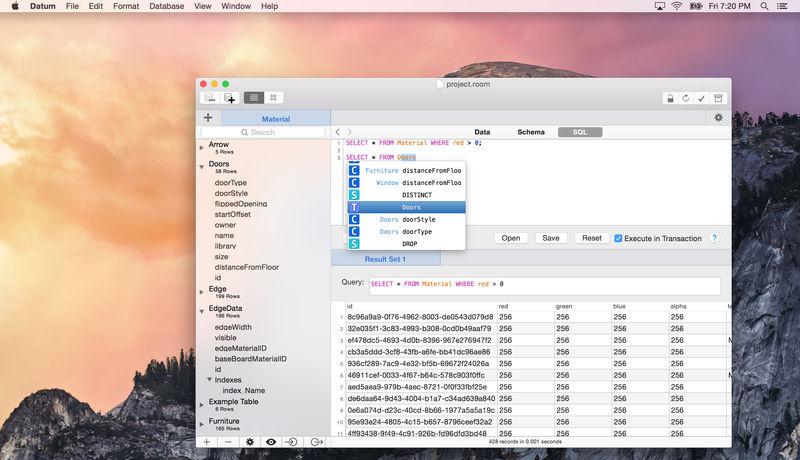 Datum File Edit Format Database View Window Help
Fri 7:20 PM
project.room
Material
Search
Data Schema SQL
Arrow
5 Rows
Doors
58 Rows
doorType
doorStyle
flippedOpening
startOffset
owner
name
library
size
distanceFromFloor
id
Edge
199 Rows
EdgeData
196 Rows
edgeWidth
visible
edgeMaterialID
baseBoardMaterialID
id
Indexes
index_Name
Example Table
6 Rows
Furniture
165 Rows
1 SELECT * FROM Material WHERE red > 0;
2
3 SELECT * FROM Doors
C Furniture distanceFromFloo
C Window distanceFromFloo
S DISTINCT
T Doors
C Doors doorStyle
C Doors doorType
S DROP
Open Save Reset Execute in Transaction ?
Result Set 1
Query: SELECT * FROM Material WHERE red > 0
id red green blue alpha
1 8c96a9a9-0f76-4962-8003-de0543d079d8 256 256 256 256
2 32e035f1-3c83-4993-b308-0cd0b49aaf79 256 256 256 256
3 ef478dc5-4693-4d0b-8396-967e276947f2 256 256 256 256
4 cb3a5ddd-3cf8-43fb-a6fe-bb41dc96ae86 256 256 256 256
5 936cf289-7ac9-4e32-bf5b-69672f24026a 256 256 256 256
6 46911cef-0033-4f67-b64c-578c903f0ffc 256 256 256 256
7 aed5aea9-979b-4aec-8721-0f0f33fbf25e 256 256 256 256
8 de6daa64-9d43-4004-b1a7-c34ad639a840 256 256 256 256
9 0e6a074d-d23c-40cd-8b66-1977a5a5a19c 256 256 256 256
10 95e93e24-4805-4c15-b657-8796ceef32a2 256 256 256 256
11 4ff93438-9f49-4c91-926b-fd96dfd3bd48 256 256 256 256
428 records in 0.001 seconds